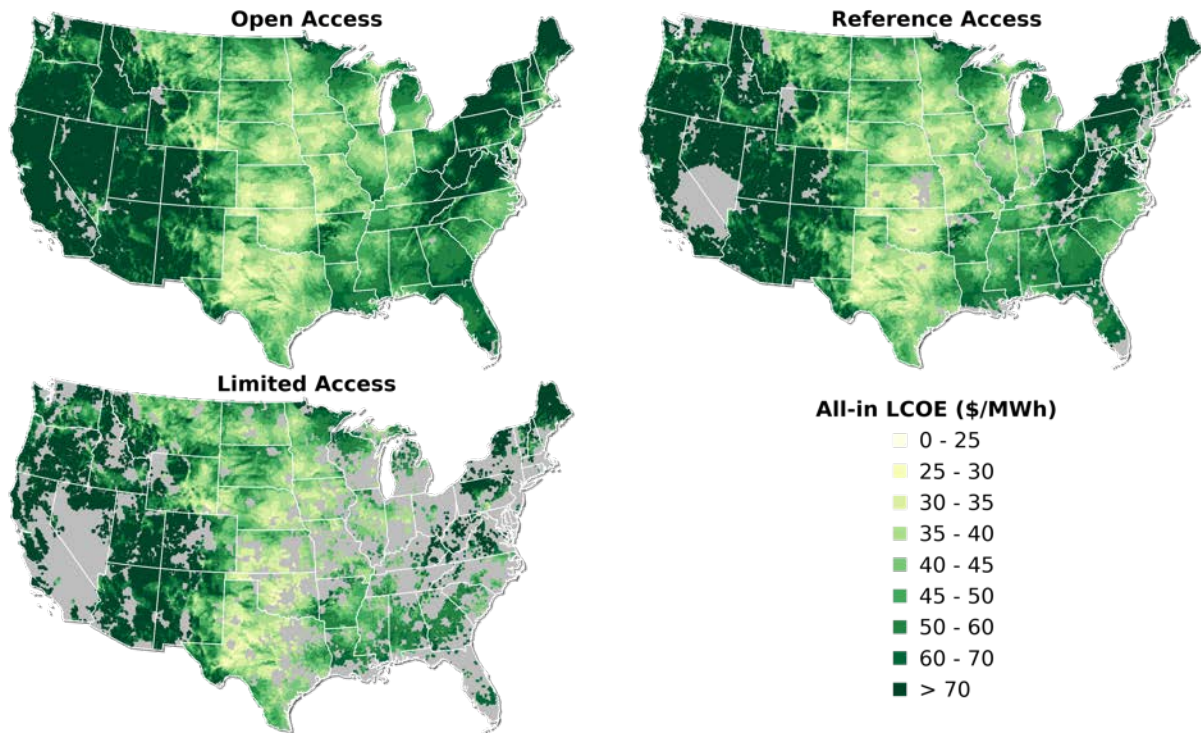 Open Access
Reference Access
Limited Access
All-in LCOE ($/MWh)
0 - 25
25 - 30
30 - 35
35 - 40
40 - 45
45 - 50
50 - 60
60 - 70
> 70